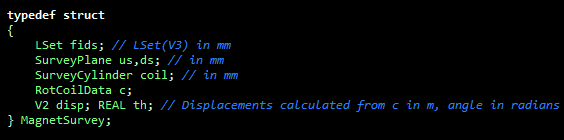 typedef struct
{
LSet fids; // LSet(V3) in mm
SurveyPlane us,ds; // in mm
SurveyCylinder coil; // in mm
RotCoilData c;
V2 disp; REAL th; // Displacements calculated from c in m, angle in radians
} MagnetSurvey;